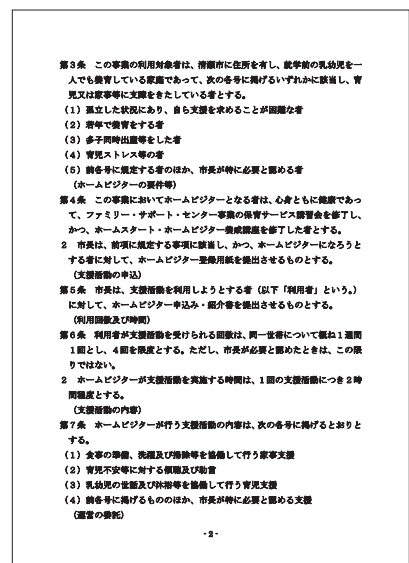 第3条　この事業の利用対象者は、清瀬市に住所を有し、就学前の乳幼児を一
人でも養育している家庭であって、次の各号に掲げるいずれかに該当し、育
児又は家事等に支障をきたしている者とする。
（1）孤立した状況にあり、自ら支援を求めることが困難な者
（2）若年で養育をする者
（3）多子同時出産等をした者
（4）育児ストレス等の者
（5）前各号に規定する者のほか、市長が特に必要と認める者
（ホームビジターの要件等）
第4条　この事業においてホームビジターとなる者は、心身ともに健康であっ
て、ファミリー・サポート・センター事業の保育サービス講習会を修了し、
かつ、ホームスタート・ホームビジター養成講座を修了した者とする。
2　市長は、前項に規定する事項に該当し、かつ、ホームビジターになろうと
する者に対して、ホームビジター登録用紙を提出させるものとする。
（支援活動の申込）
第5条　市長は、支援活動を利用しようとする者（以下「利用者」という。）
に対して、ホームビジター申込み・紹介書を提出させるものとする。
（利用回数及び時間）
第6条　利用者が支援活動を受けられる回数は、同一世帯について概ね1週間
1回とし、4回を限度とする。ただし、市長が必要と認めたときは、この限
りではない。
2　ホームビジターが支援活動を実施する時間は、1回の支援活動につき2時
間程度とする。
（支援活動の内容）
第7条　ホームビジターが行う支援活動の内容は、次の各号に掲げるとおりと
する。
（1）食事の準備、洗濯及び掃除等を協働して行う家事支援
（2）育児不安等に対する傾聴及び助言
（3）乳幼児の世話及び沐浴等を協働して行う育児支援
（4）前各号に掲げるもののほか、市長が特に必要と認める支援
（運営の委託）
- 2 -